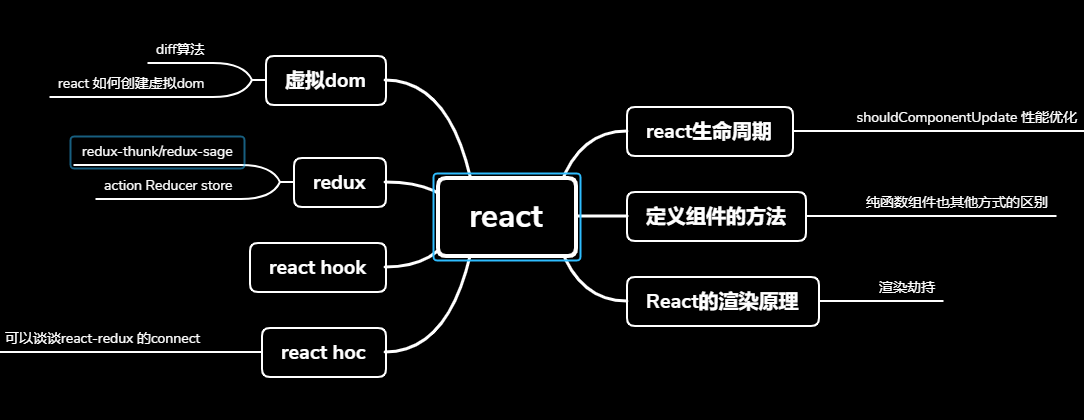 diff算法
react 如何创建虚拟dom
虚拟dom
redux-thunk/redux-sage
action Reducer store
redux
react hook
可以谈谈react-redux 的connect
react hoc
react
react生命周期
shouldComponentUpdate 性能优化
定义组件的方法
纯函数组件也其他方式的区别
React的渲染原理
渲染劫持